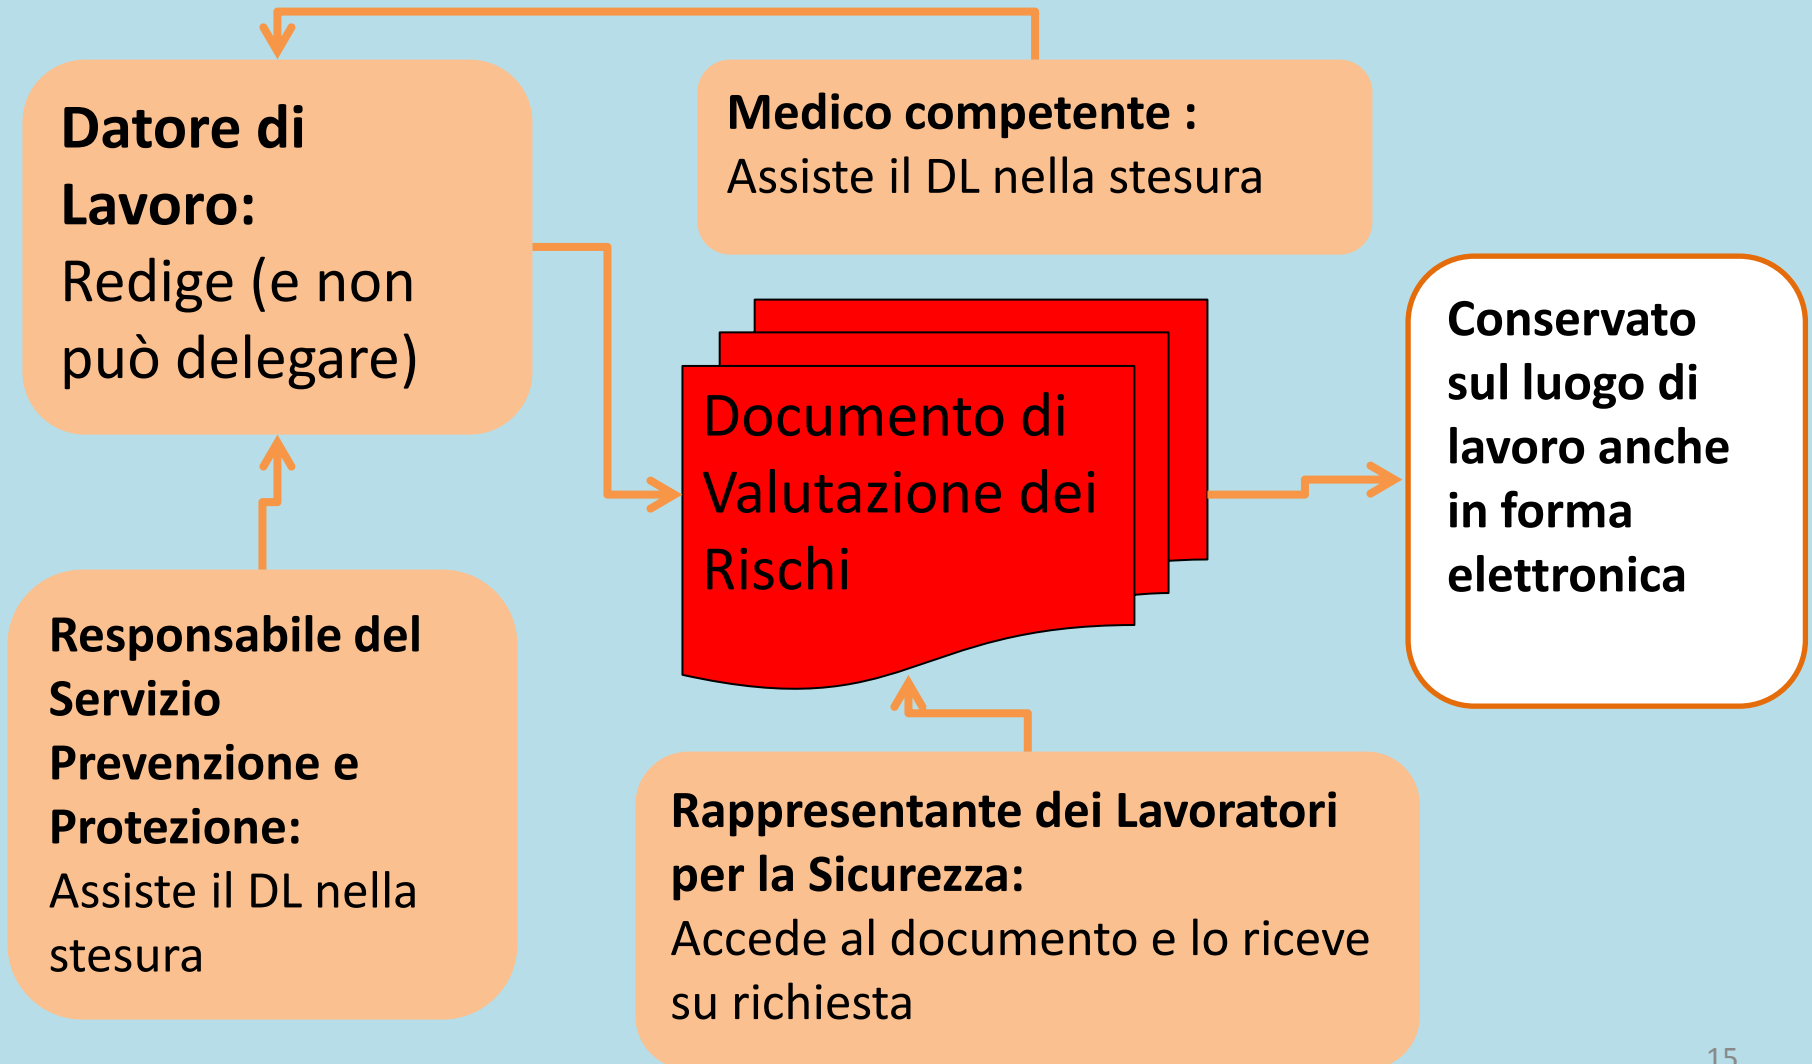 Datore di
Lavoro:
Redige (e non
può delegare)
Medico competente :
Assiste il DL nella stesura
Documento di
Valutazione dei
Rischi
Conservato
sul luogo di
lavoro anche
in forma
elettronica
Responsabile del
Servizio
Prevenzione e
Protezione:
Assiste il DL nella
stesura
Rappresentante dei Lavoratori
per la Sicurezza:
Accede al documento e lo riceve
su richiesta
15